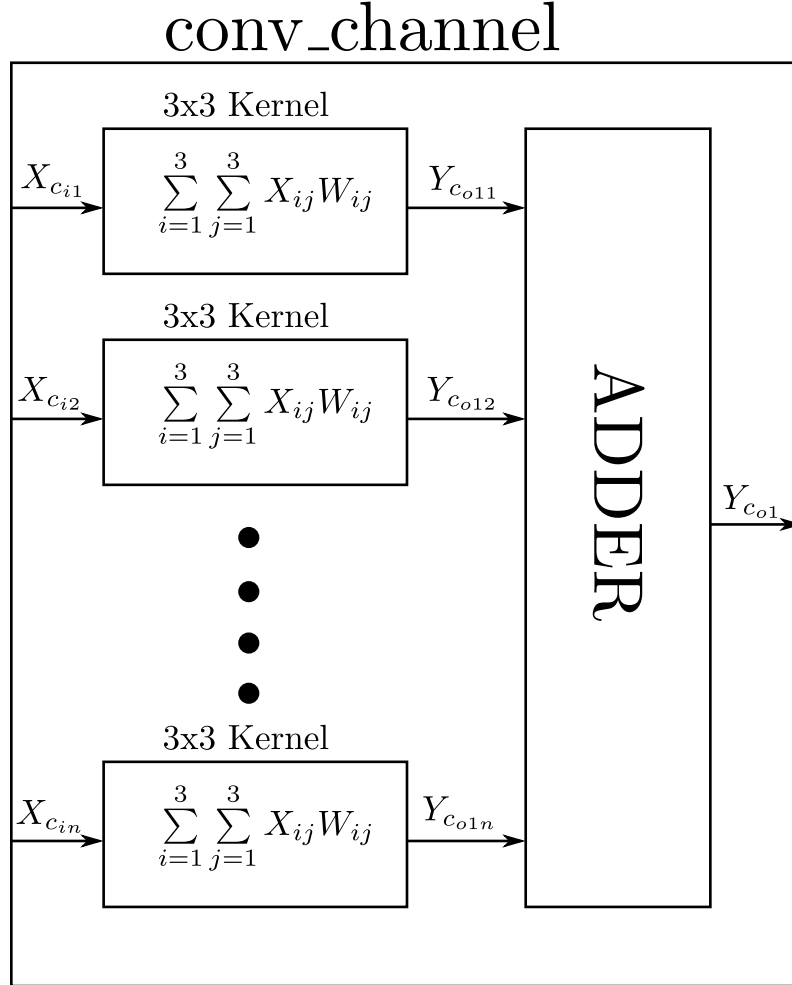 conv_channel
3x3 Kernel
X_{c_{i1}}
\sum_{i=1}^{3} \sum_{j=1}^{3} X_{ij} W_{ij}
Y_{c_{o11}}
3x3 Kernel
X_{c_{i2}}
\sum_{i=1}^{3} \sum_{j=1}^{3} X_{ij} W_{ij}
Y_{c_{o12}}
ADDER
Y_{c_{o1}}
3x3 Kernel
X_{c_{in}}
\sum_{i=1}^{3} \sum_{j=1}^{3} X_{ij} W_{ij}
Y_{c_{o1n}}